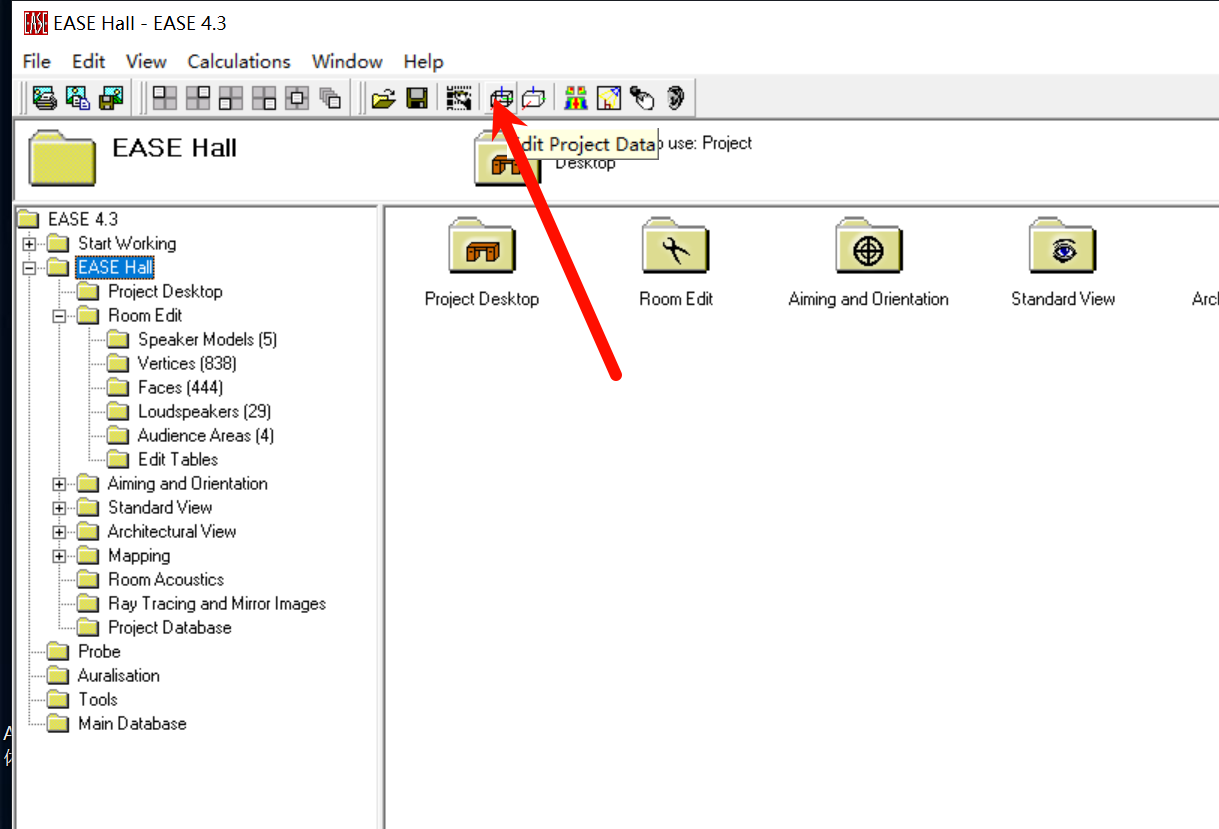 EASE Hall - EASE 4.3
File Edit View Calculations Window Help
EASE Hall
dit Project Data
use: Project
Desktop
EASE 4.3
Start Working
EASE Hall
Project Desktop
Room Edit
Speaker Models (5)
Vertices (838)
Faces (444)
Loudspeakers (29)
Audience Areas (4)
Edit Tables
Aiming and Orientation
Standard View
Architectural View
Mapping
Room Acoustics
Ray Tracing and Mirror Images
Project Database
Probe
Auralisation
Tools
Main Database
Project Desktop
Room Edit
Aiming and Orientation
Standard View
Arch